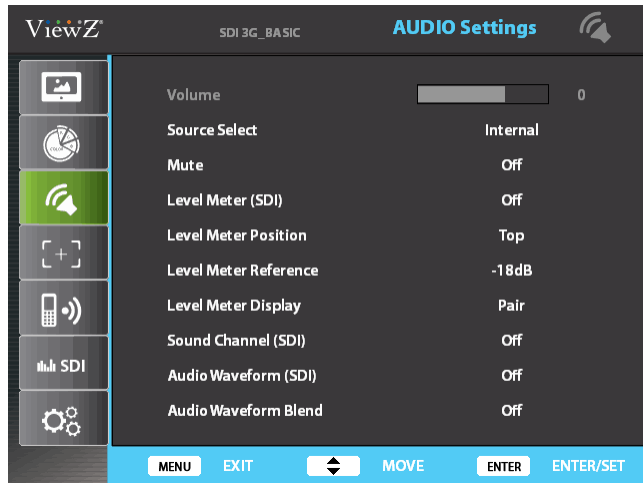 ViewZ
SDI 3G_BASIC
AUDIO Settings
COLOR
SDI
Volume 0
Source Select Internal
Mute Off
Level Meter (SDI) Off
Level Meter Position Top
Level Meter Reference -18dB
Level Meter Display Pair
Sound Channel (SDI) Off
Audio Waveform (SDI) Off
Audio Waveform Blend Off
MENU EXIT MOVE ENTER ENTER/SET